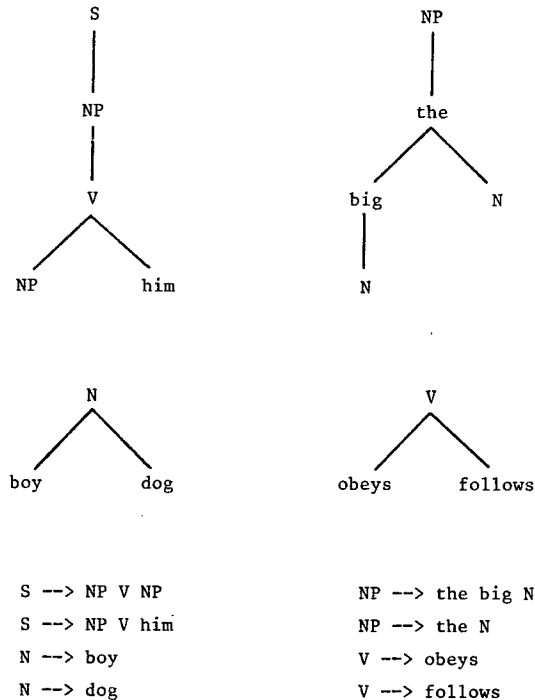 S
NP
NP
the
V
big N
NP him
N
N
V
boy dog
obeys follows
S --> NP V NP
NP --> the big N
S --> NP V him
NP --> the N
N --> boy
V --> obeys
N --> dog
V --> follows